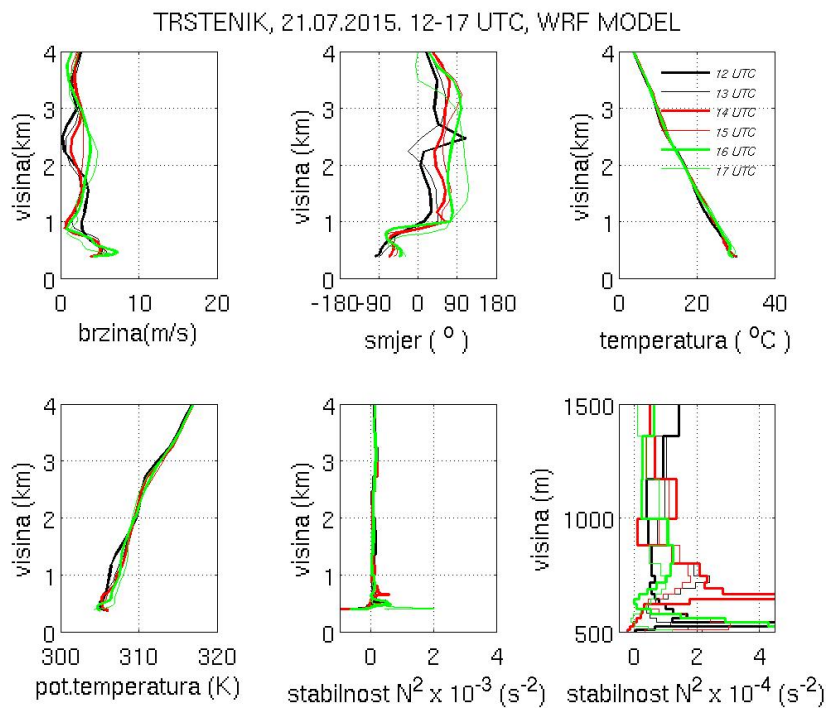 TRSTENIK, 21.07.2015. 12-17 UTC, WRF MODEL
4
3
2
1
0
visina(km)
0 10 20
brzina(m/s)
4
3
2
1
0
visina(km)
-180-90 0 90 180
smjer ( º )
4
3
2
1
0
visina(km)
0 20 40
temperatura ( ºC )
12 UTC
13 UTC
14 UTC
15 UTC
16 UTC
17 UTC
4
3
2
1
0
visina (km)
300 310 320
pot.temperatura (K)
4
3
2
1
0
visina (km)
0 2
stabilnost N² x 10⁻³ (s⁻²)
1500
1000
500
visina (m)
0 2 4
stabilnost N² x 10⁻⁴ (s⁻²)